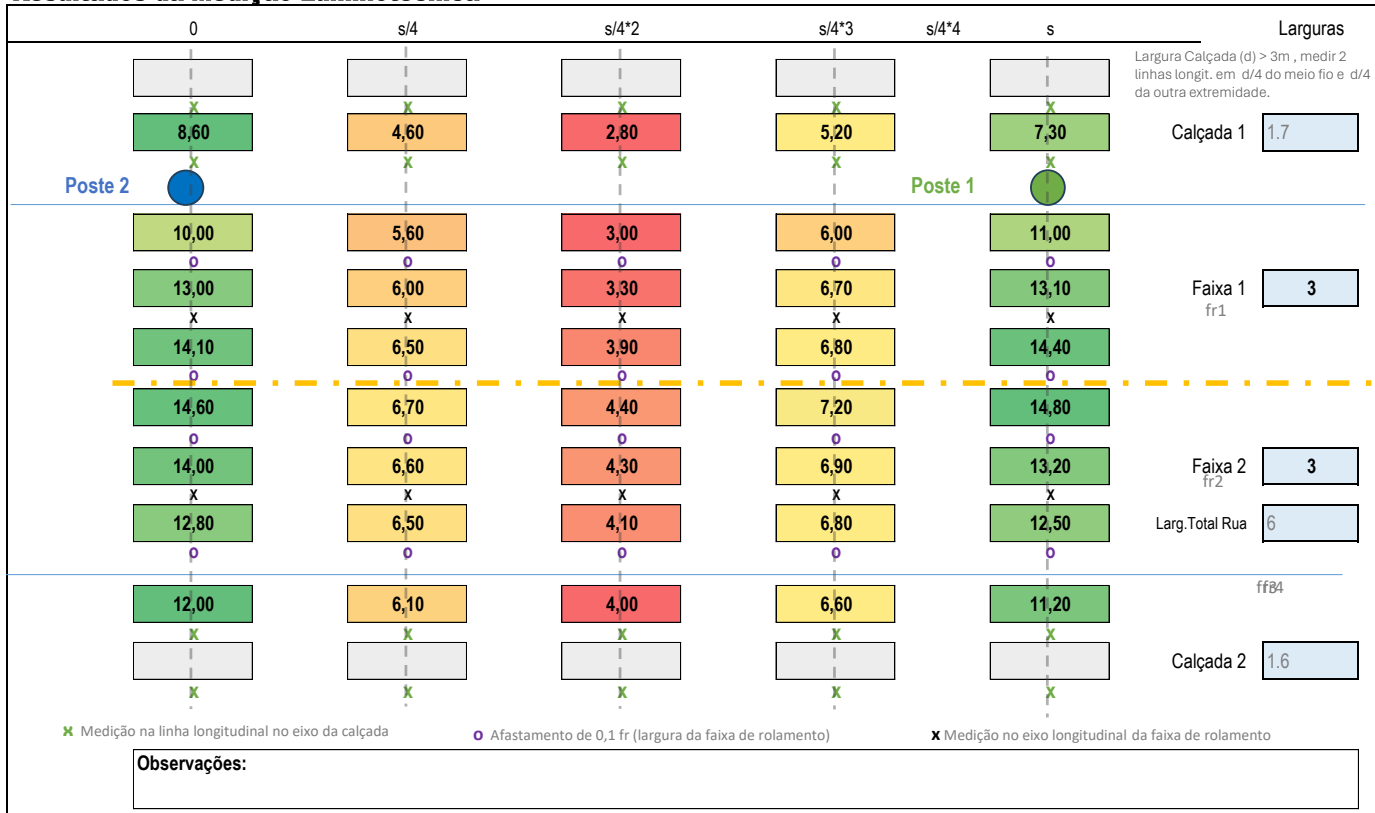 0 s/4 s/4*2 s/4*3 s/4*4 s Larguras
Largura Calçada (d) > 3m , medir 2
linhas longit. em d/4 do meio fio e d/4
da outra extremidade.
x x x x x
8,60 4,60 2,80 5,20 7,30 Calçada 1 1.7
x x x x x
Poste 2 Poste 1
10,00 5,60 3,00 6,00 11,00
o o o o o
13,00 6,00 3,30 6,70 13,10 Faixa 1 3
fr1
x x x x x
14,10 6,50 3,90 6,80 14,40
o o o o o
14,60 6,70 4,40 7,20 14,80
o o o o o
14,00 6,60 4,30 6,90 13,20 Faixa 2 3
fr2
x x x x x
12,80 6,50 4,10 6,80 12,50 Larg.Total Rua 6
o o o o o
12,00 6,10 4,00 6,60 11,20
x x x x x
Calçada 2 1.6
x x x x x
x Medição na linha longitudinal no eixo da calçada o Afastamento de 0,1 fr (largura da faixa de rolamento) x Medição no eixo longitudinal da faixa de rolamento
Observações: